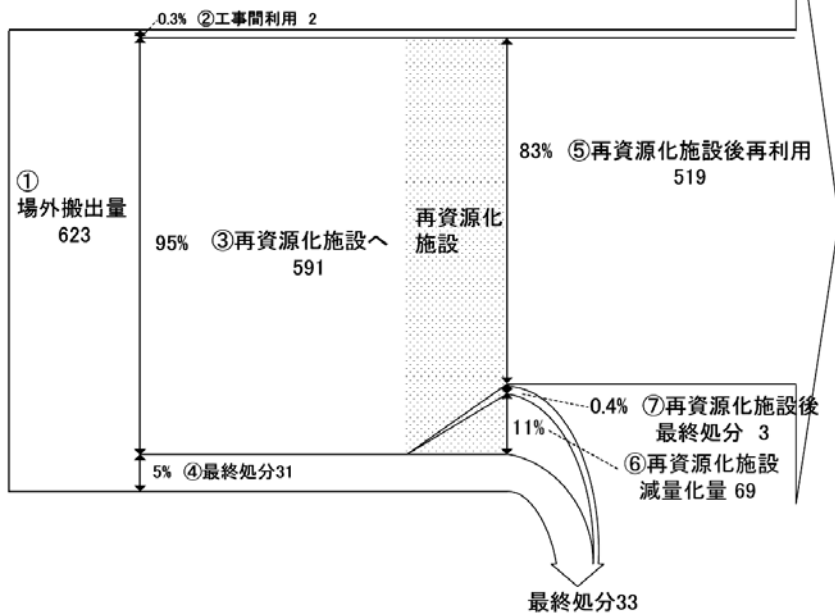 0.3% ②工事間利用 2
①
場外搬出量
623
95% ③再資源化施設へ
591
再資源化
施設
83% ⑤再資源化施設後再利用
519
0.4% ⑦再資源化施設後
最終処分 3
11%
⑥再資源化施設
減量化量 69
5% ④最終処分31
最終処分33